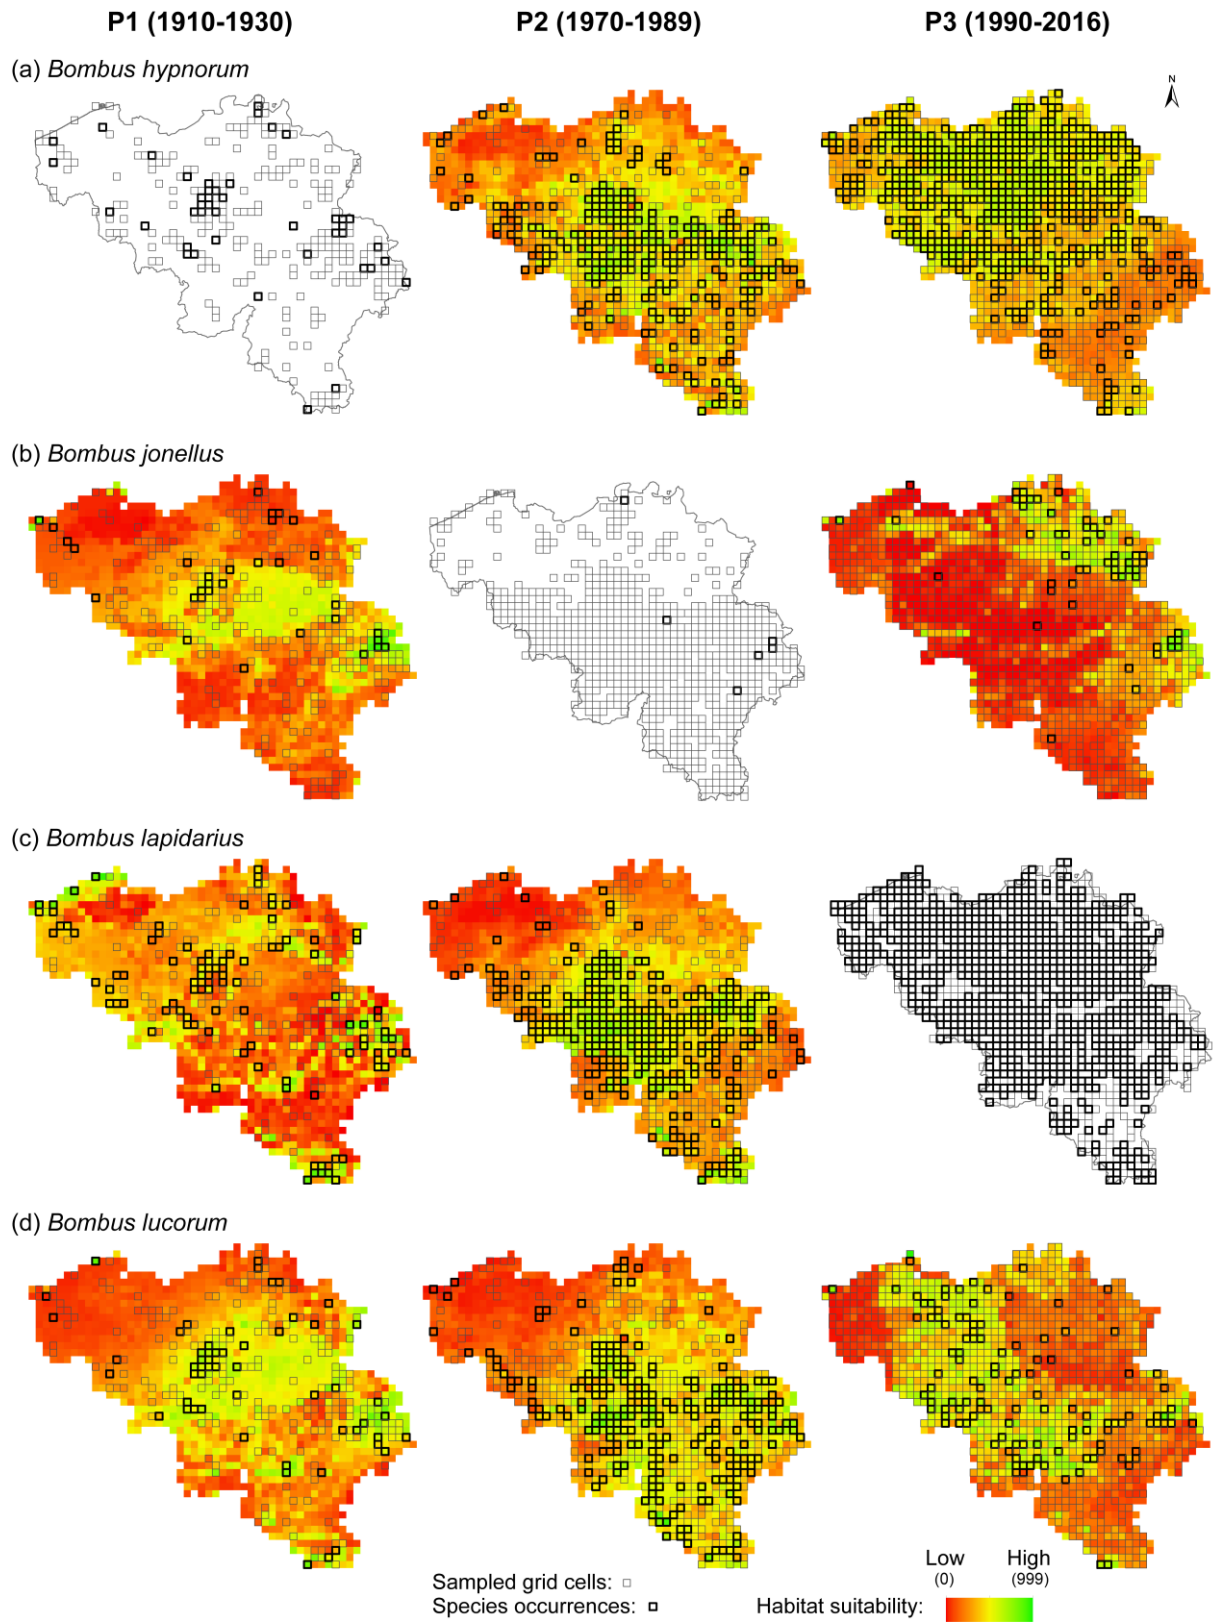 P1 (1910-1930) P2 (1970-1989) P3 (1990-2016)
(a) Bombus hypnorum
N
(b) Bombus jonellus
(c) Bombus lapidarius
(d) Bombus lucorum
Low High
(0) (999)
Sampled grid cells:
Species occurrences: Habitat suitability: